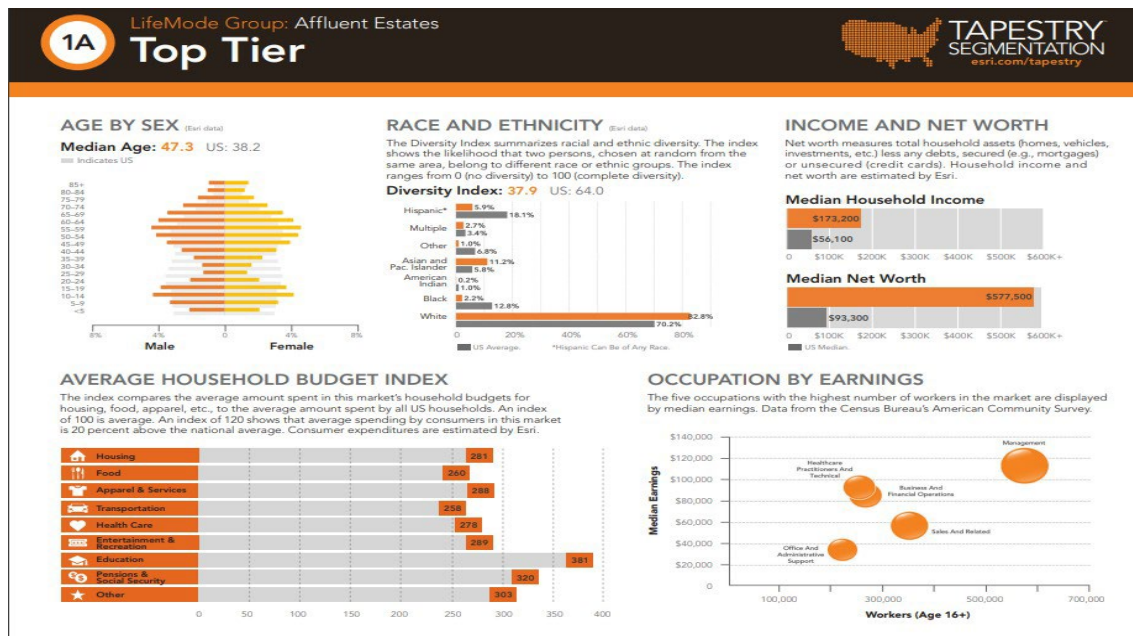 1A
LifeMode Group: Affluent Estates
Top Tier
TAPESTRY
SEGMENTATION
esri.com/tapestry
AGE BY SEX (Esri data)
Median Age: 47.3 US: 38.2
Indicates US
85+
80–84
75–79
70–74
65–69
60–64
55–59
50–54
45–49
40–44
35–39
30–34
25–29
20–24
15–19
10–14
5–9
<5
8% 4% 0 4% 8%
Male Female
RACE AND ETHNICITY (Esri data)
The Diversity Index summarizes racial and ethnic diversity. The index
shows the likelihood that two persons, chosen at random from the
same area, belong to different race or ethnic groups. The index
ranges from 0 (no diversity) to 100 (complete diversity).
Diversity Index: 37.9 US: 64.0
Hispanic* 5.9%
18.1%
Multiple 2.7%
3.4%
Other 1.0%
6.8%
Asian and
Pac. Islander 11.2%
5.8%
American
Indian 0.2%
1.0%
Black 2.2%
12.8%
White 82.8%
70.2%
0 20% 40% 60% 80%
US Average. *Hispanic Can Be of Any Race.
INCOME AND NET WORTH
Net worth measures total household assets (homes, vehicles,
investments, etc.) less any debts, secured (e.g., mortgages)
or unsecured (credit cards). Household income and
net worth are estimated by Esri.
Median Household Income
$173,200
$56,100
0 $100K $200K $300K $400K $500K $600K+
Median Net Worth
$577,500
$93,300
0 $100K $200K $300K $400K $500K $600K+
US Median.
AVERAGE HOUSEHOLD BUDGET INDEX
The index compares the average amount spent in this market's household budgets for
housing, food, apparel, etc., to the average amount spent by all US households. An index
of 100 is average. An index of 120 shows that average spending by consumers in this market
is 20 percent above the national average. Consumer expenditures are estimated by Esri.
Housing 281
Food 260
Apparel & Services 288
Transportation 258
Health Care 278
Entertainment &
Recreation 289
Education 381
Pensions &
Social Security 320
Other 303
0 50 100 150 200 250 300 350 400
OCCUPATION BY EARNINGS
The five occupations with the highest number of workers in the market are displayed
by median earnings. Data from the Census Bureau's American Community Survey.
Median Earnings
$140,000
$120,000
$100,000
$80,000
$60,000
$40,000
$20,000
0
Management
Healthcare
Practitioners And
Technical
Business And
Financial Operations
Sales And Related
Office And
Administrative
Support
100,000 300,000 500,000 700,000
Workers (Age 16+)